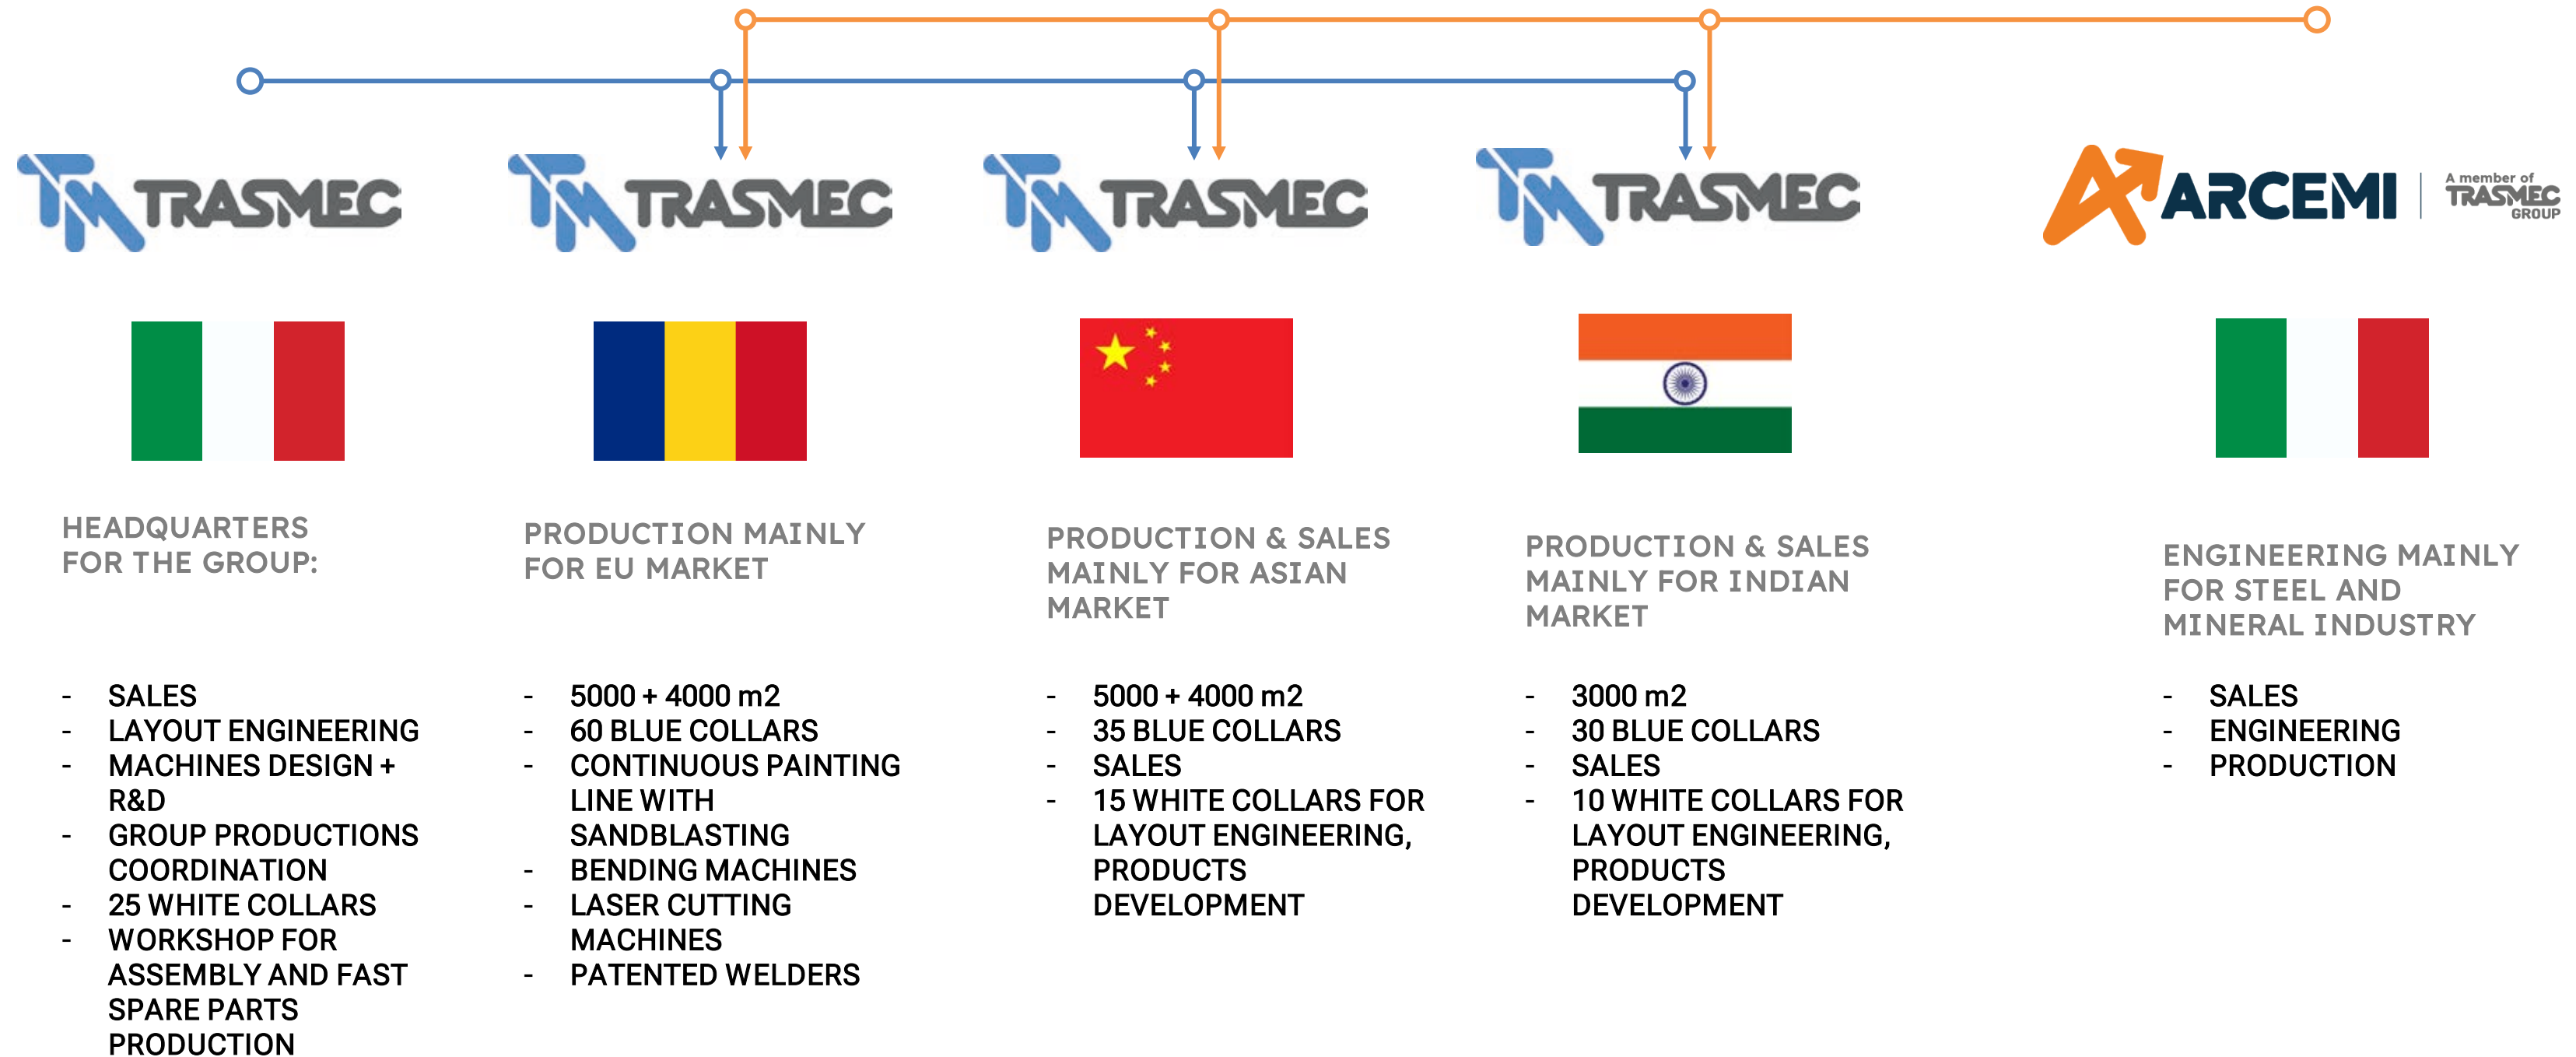 TM TRASMEC
TM TRASMEC
TM TRASMEC
TM TRASMEC
ARCEMI
A member of
TRASMEC
GROUP
HEADQUARTERS
FOR THE GROUP:
- SALES
- LAYOUT ENGINEERING
- MACHINES DESIGN +
R&D
- GROUP PRODUCTIONS
COORDINATION
- 25 WHITE COLLARS
- WORKSHOP FOR
ASSEMBLY AND FAST
SPARE PARTS
PRODUCTION
PRODUCTION MAINLY
FOR EU MARKET
- 5000 + 4000 m2
- 60 BLUE COLLARS
- CONTINUOUS PAINTING
LINE WITH
SANDBLASTING
- BENDING MACHINES
- LASER CUTTING
MACHINES
- PATENTED WELDERS
PRODUCTION & SALES
MAINLY FOR ASIAN
MARKET
- 5000 + 4000 m2
- 35 BLUE COLLARS
- SALES
- 15 WHITE COLLARS FOR
LAYOUT ENGINEERING,
PRODUCTS
DEVELOPMENT
PRODUCTION & SALES
MAINLY FOR INDIAN
MARKET
- 3000 m2
- 30 BLUE COLLARS
- SALES
- 10 WHITE COLLARS FOR
LAYOUT ENGINEERING,
PRODUCTS
DEVELOPMENT
ENGINEERING MAINLY
FOR STEEL AND
MINERAL INDUSTRY
- SALES
- ENGINEERING
- PRODUCTION